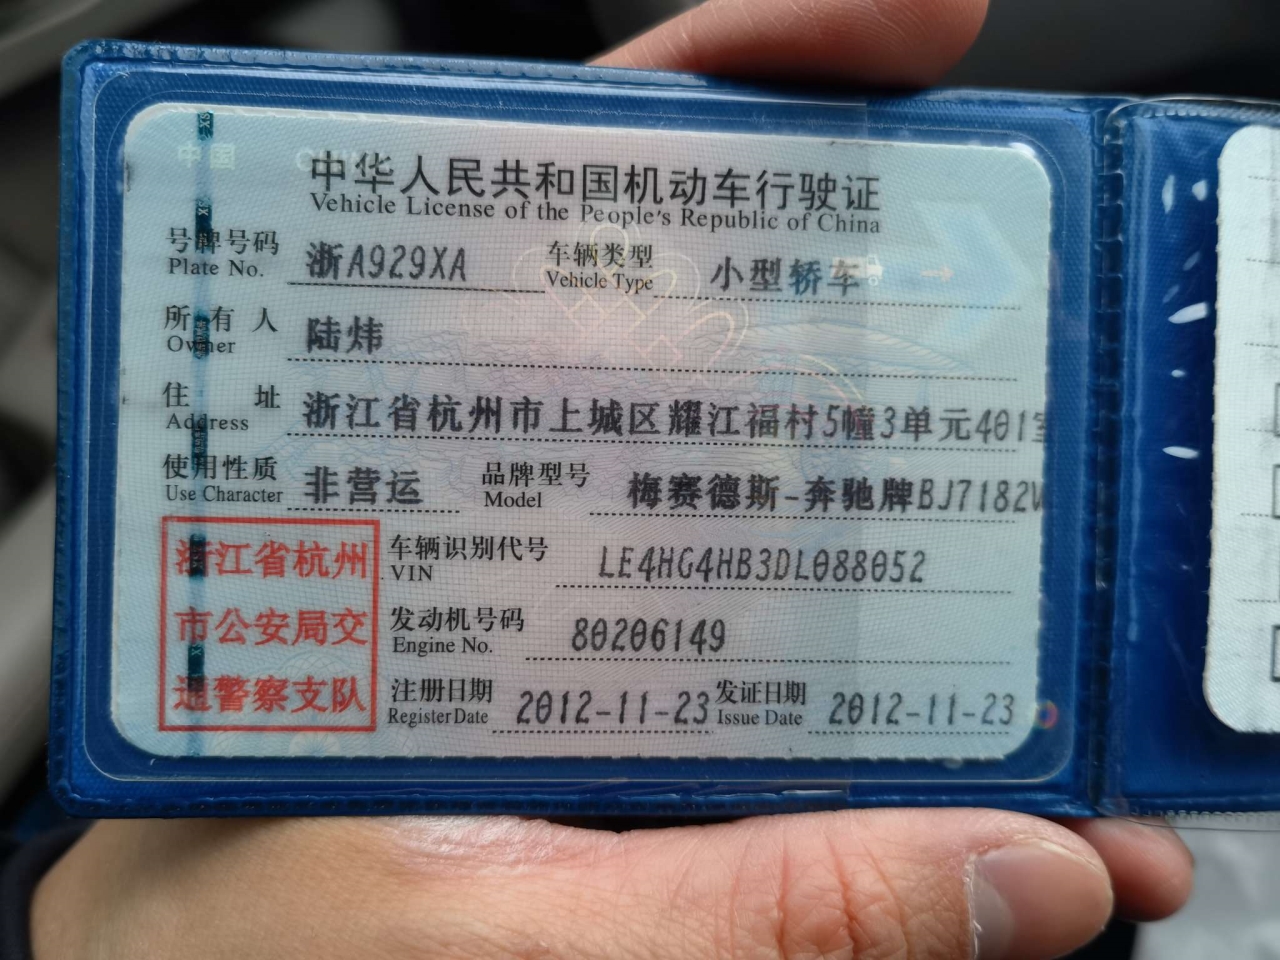 中国
中华人民共和国机动车行驶证
Vehicle License of the People's Republic of China
号牌号码 浙A929XA 车辆类型 小型轿车
Plate No. Vehicle Type
所有人 陆炜
Owner
住址 浙江省杭州市上城区耀江福村5幢3单元401室
Address
使用性质 非营运 品牌型号 梅赛德斯-奔驰牌BJ7182V
Use Character Model
浙江省杭州
市公安局交
通警察支队
车辆识别代号 LE4HG4HB3DL088052
VIN
发动机号码 80206149
Engine No.
注册日期 2012-11-23 发证日期 2012-11-23
Register Date Issue Date